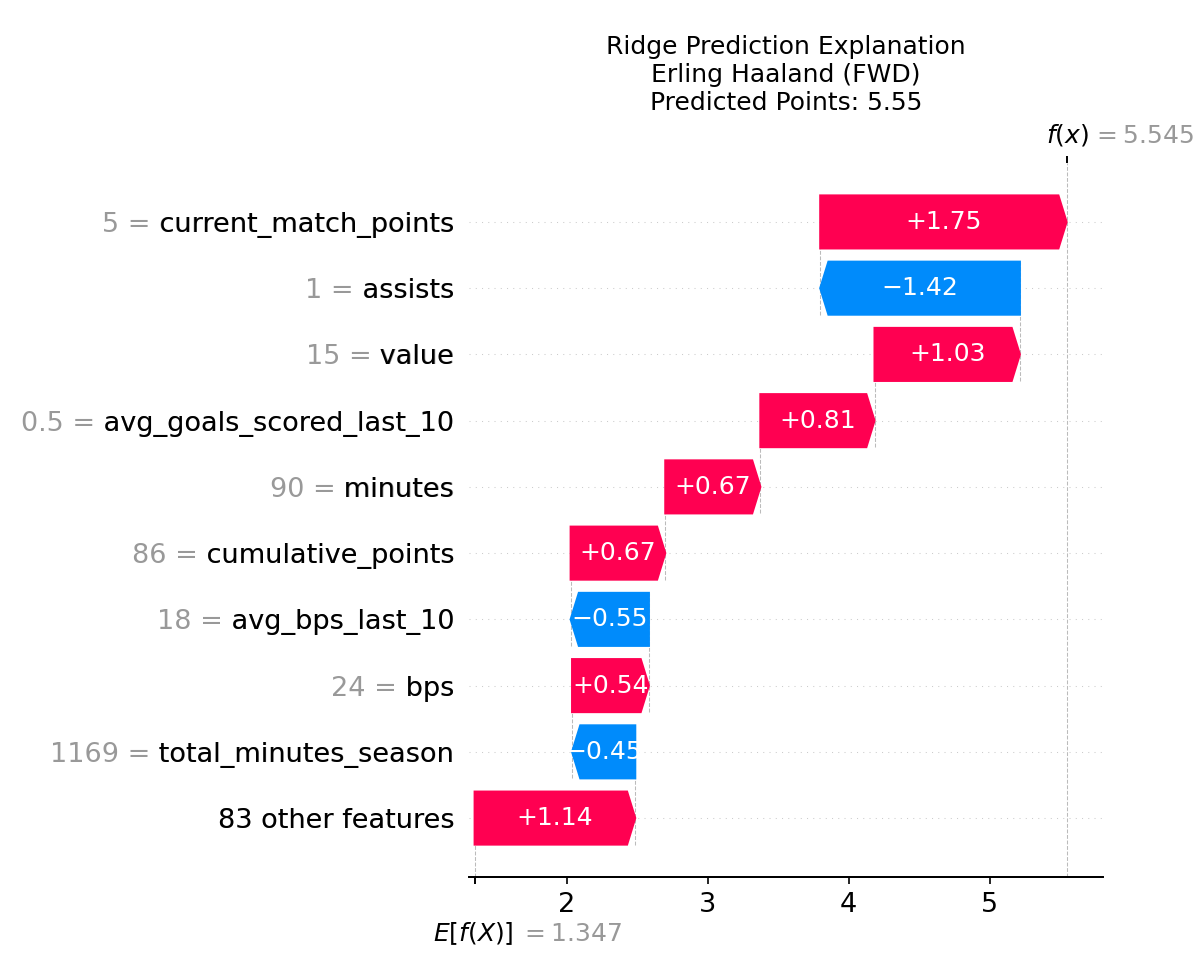 Ridge Prediction Explanation
Erling Haaland (FWD)
Predicted Points: 5.55
f(x) = 5.545
5 = current_match_points
+1.75
1 = assists
−1.42
15 = value
+1.03
0.5 = avg_goals_scored_last_10
+0.81
90 = minutes
+0.67
86 = cumulative_points
+0.67
18 = avg_bps_last_10
−0.55
24 = bps
+0.54
1169 = total_minutes_season
−0.45
83 other features
+1.14
2 3 4 5
E[f(X)] = 1.347